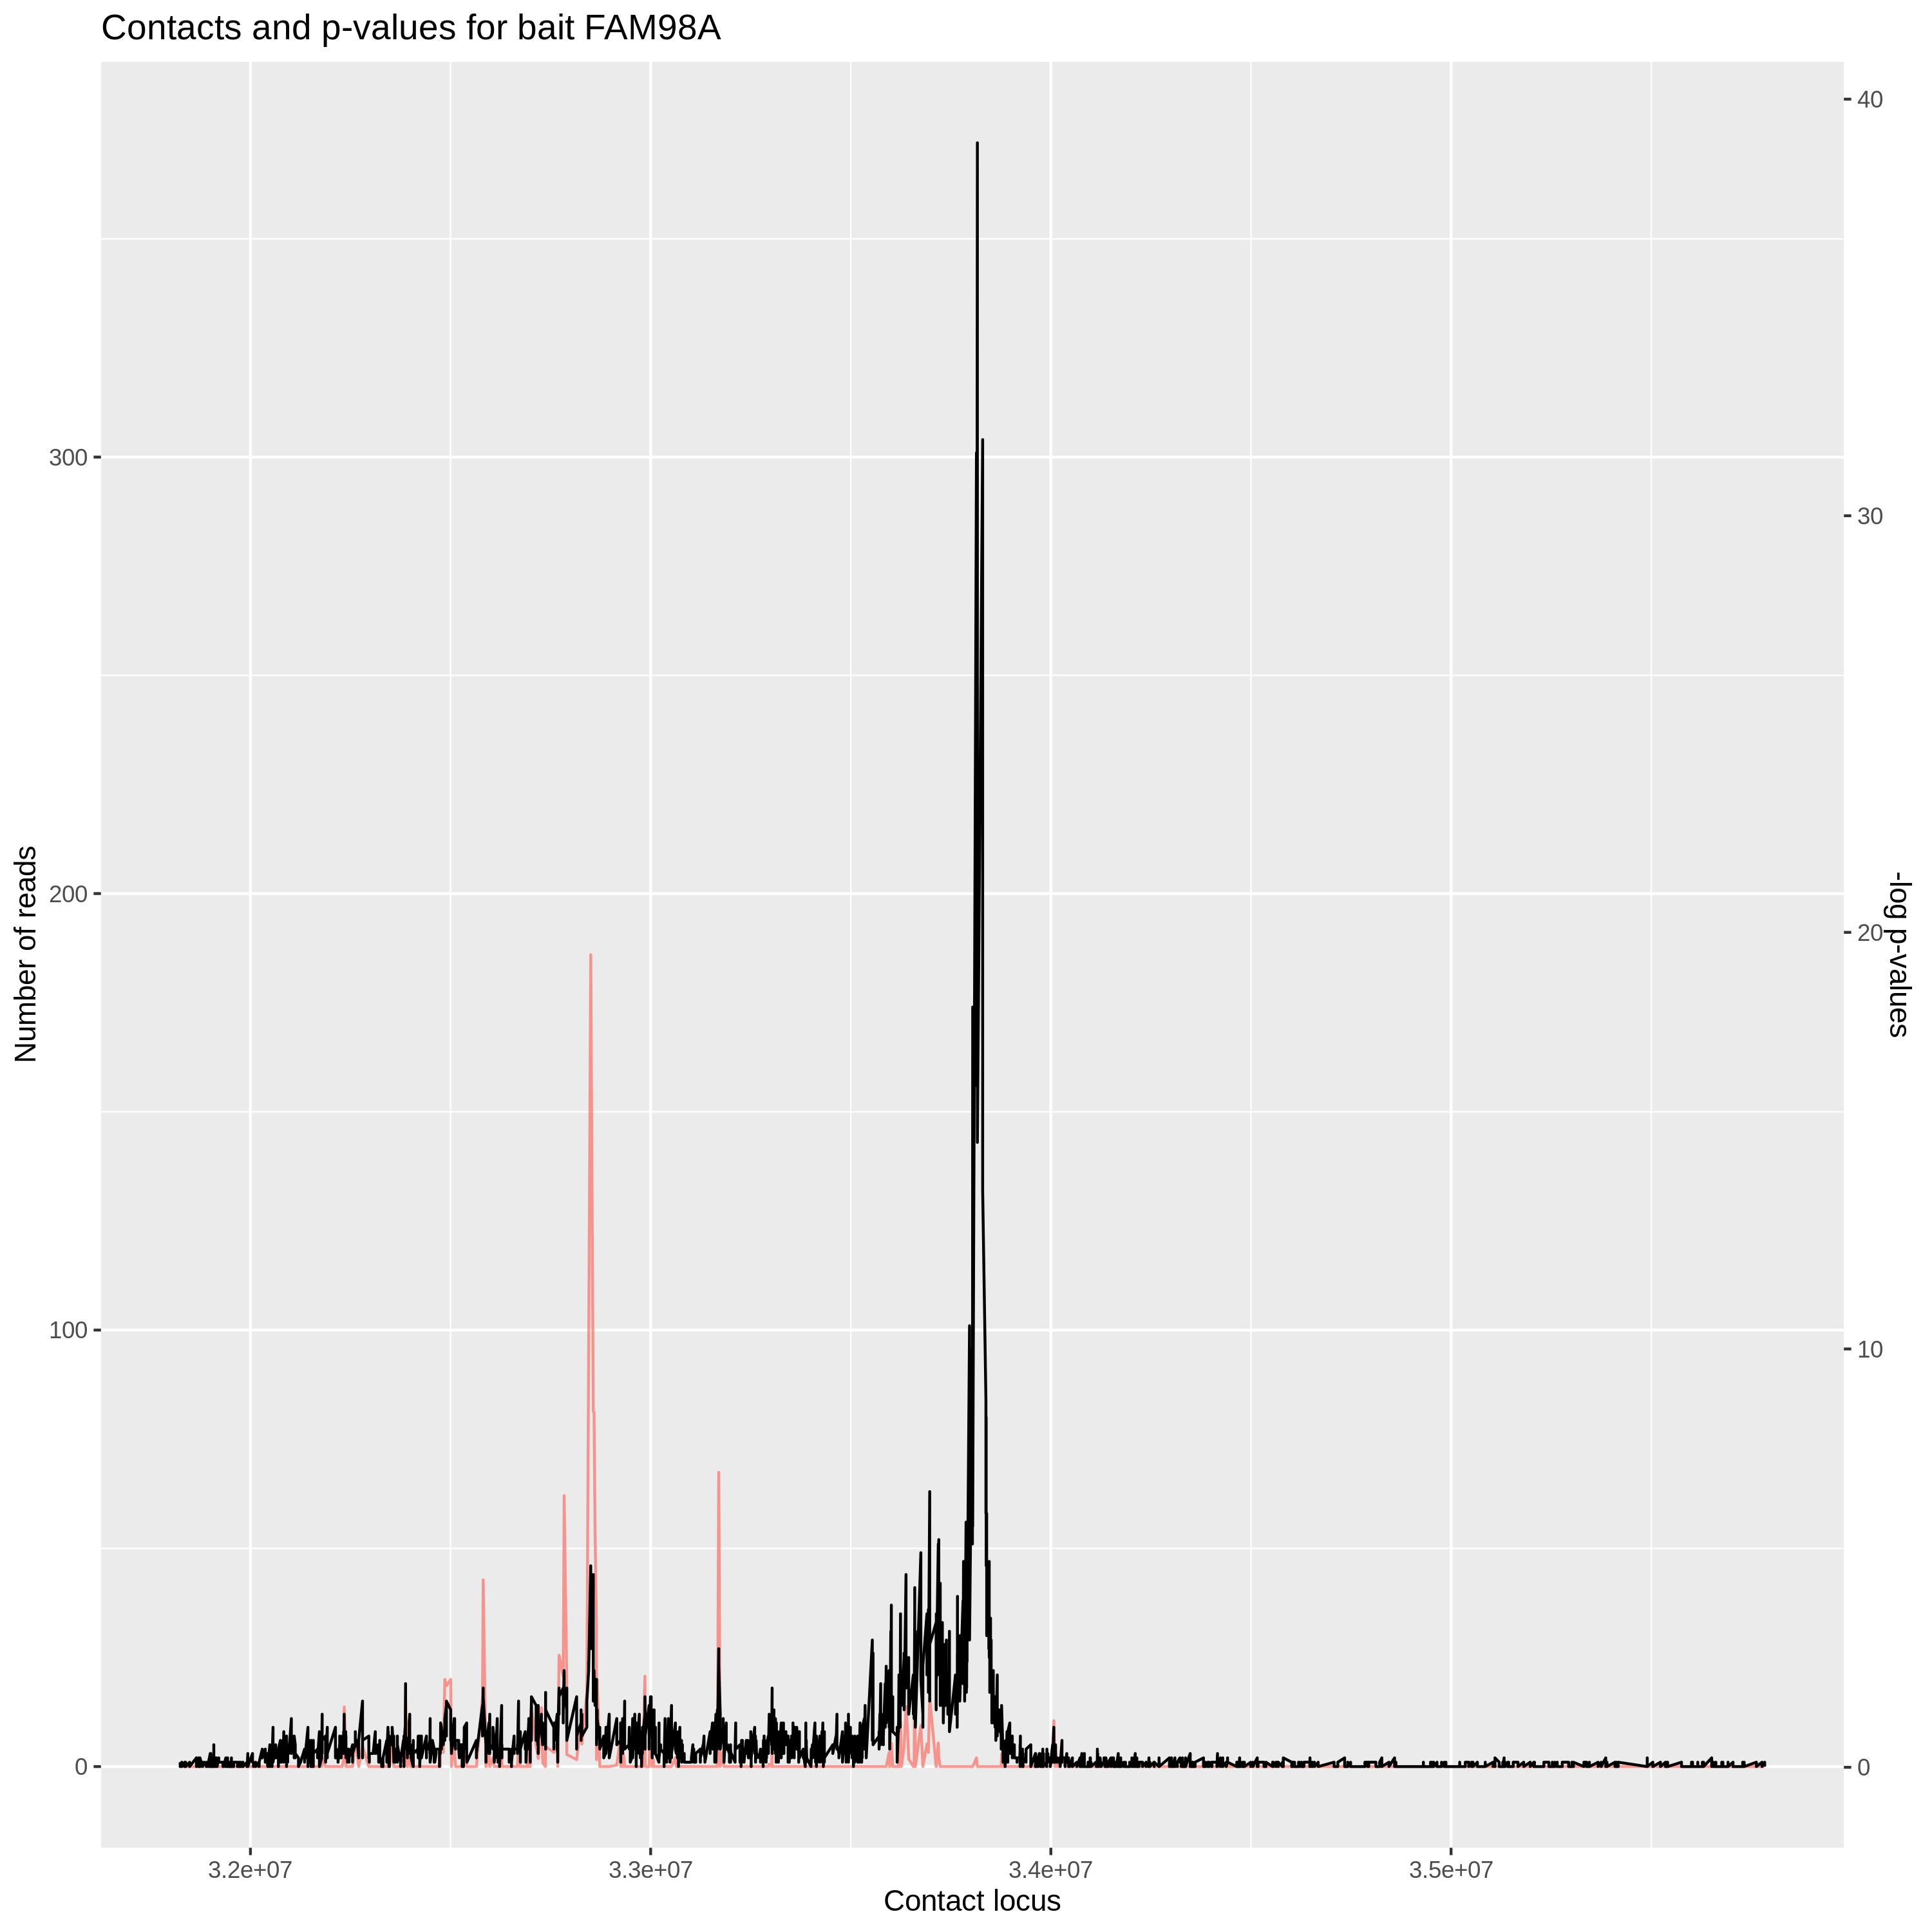 Contacts and p-values for bait FAM98A
Number of reads
300
200
100
0
40
30
20
10
0
-log p-values
3.2e+07
3.3e+07
3.4e+07
3.5e+07
Contact locus